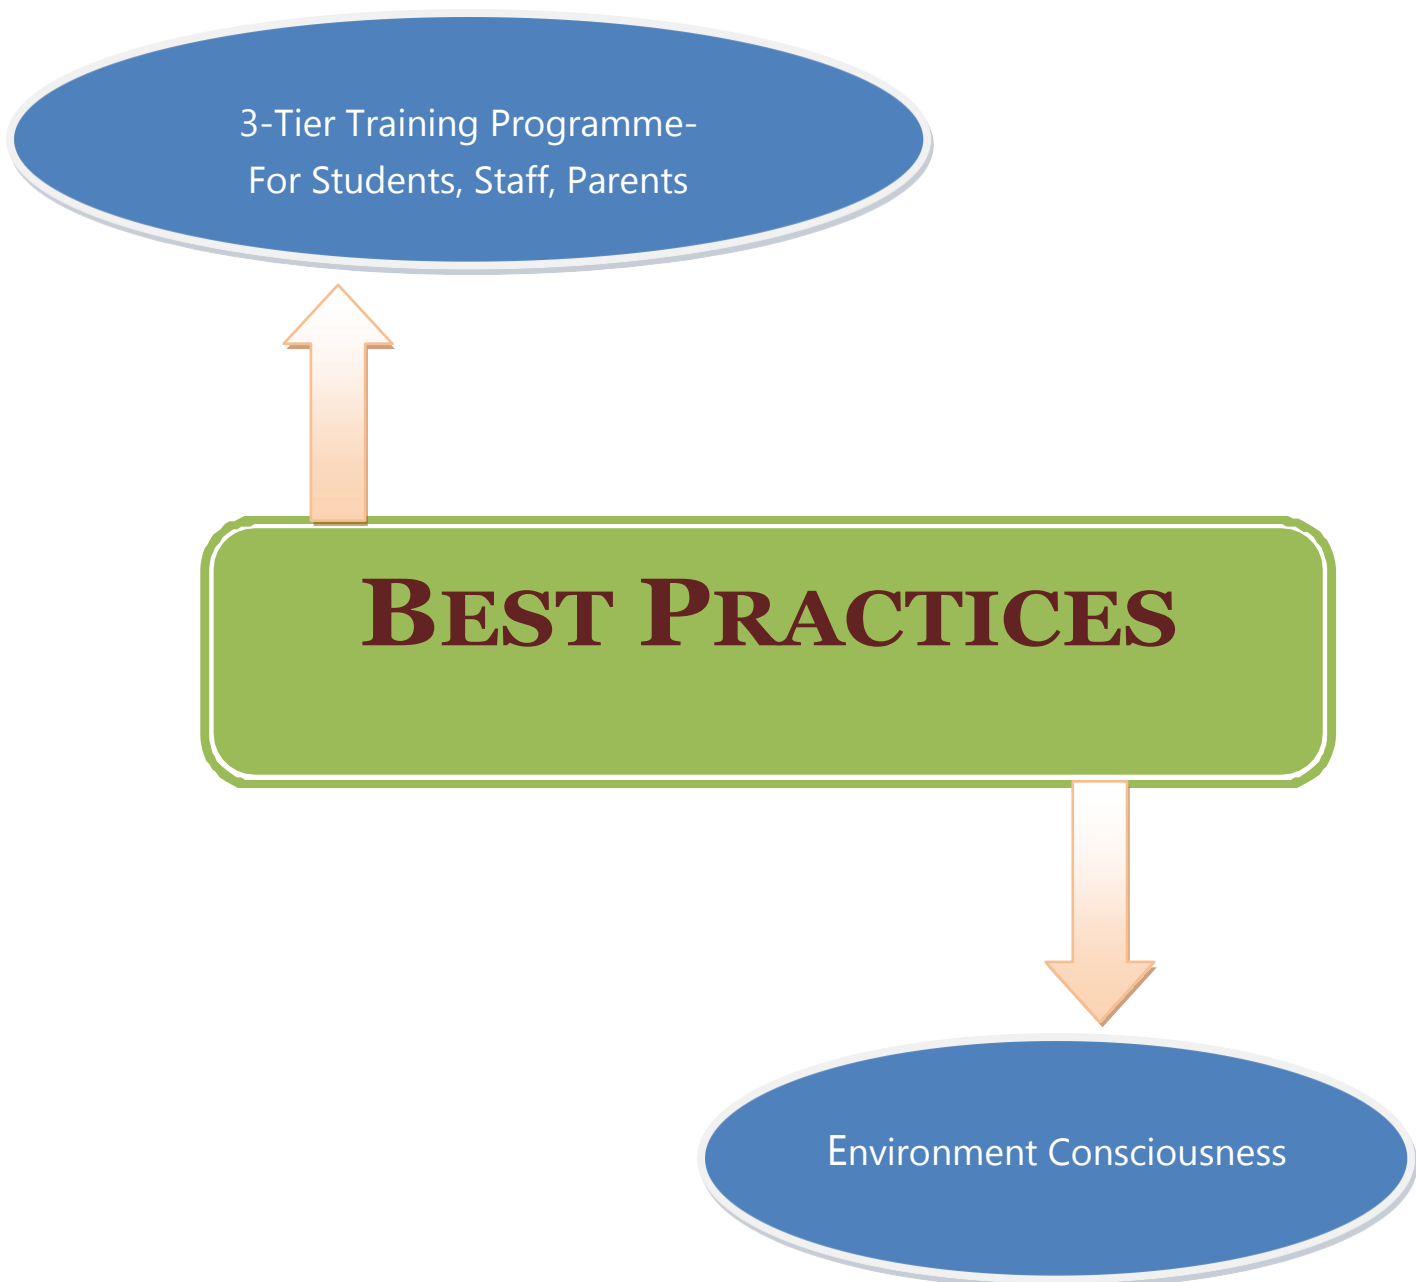 3-Tier Training Programme-
For Students, Staff, Parents
BEST PRACTICES
Environment Consciousness